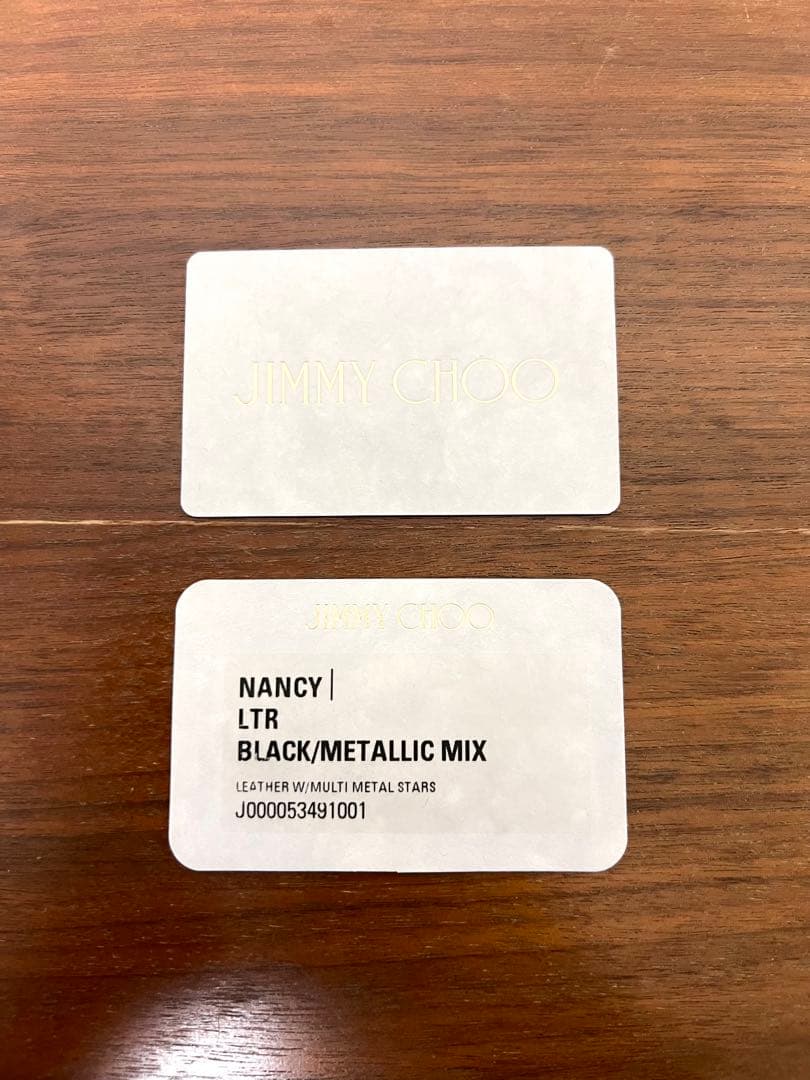 JIMMY CHOO
JIMMY CHOO
NANCY |
LTR
BLACK/METALLIC MIX
LEATHER W/MULTI METAL STARS
J000053491001